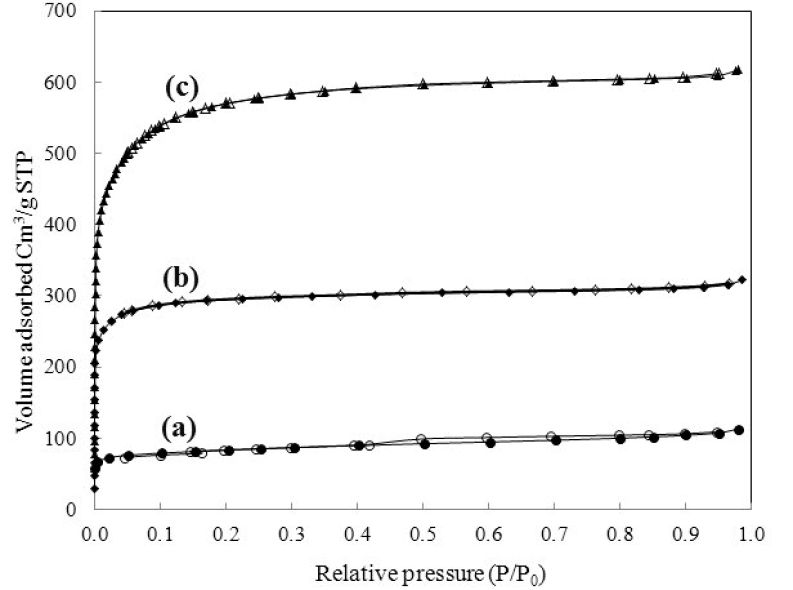 700
600
500
400
300
200
100
0
Volume adsorbed Cm³/g STP
(c)
(b)
(a)
0.0 0.1 0.2 0.3 0.4 0.5 0.6 0.7 0.8 0.9 1.0
Relative pressure (P/P₀)